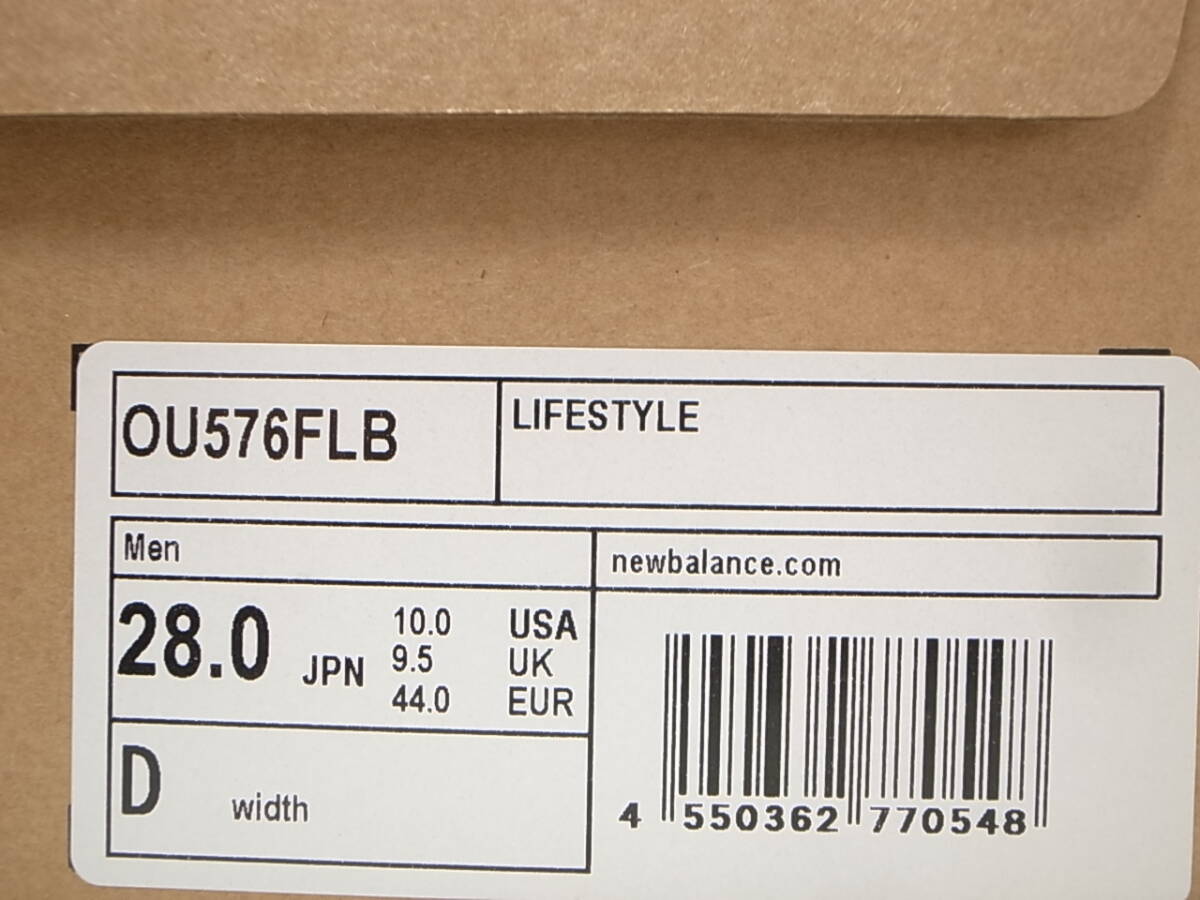 OU576FLB
LIFESTYLE
Men
newbalance.com
28.0 JPN
10.0 USA
9.5 UK
44.0 EUR
D width
4 550362 770548